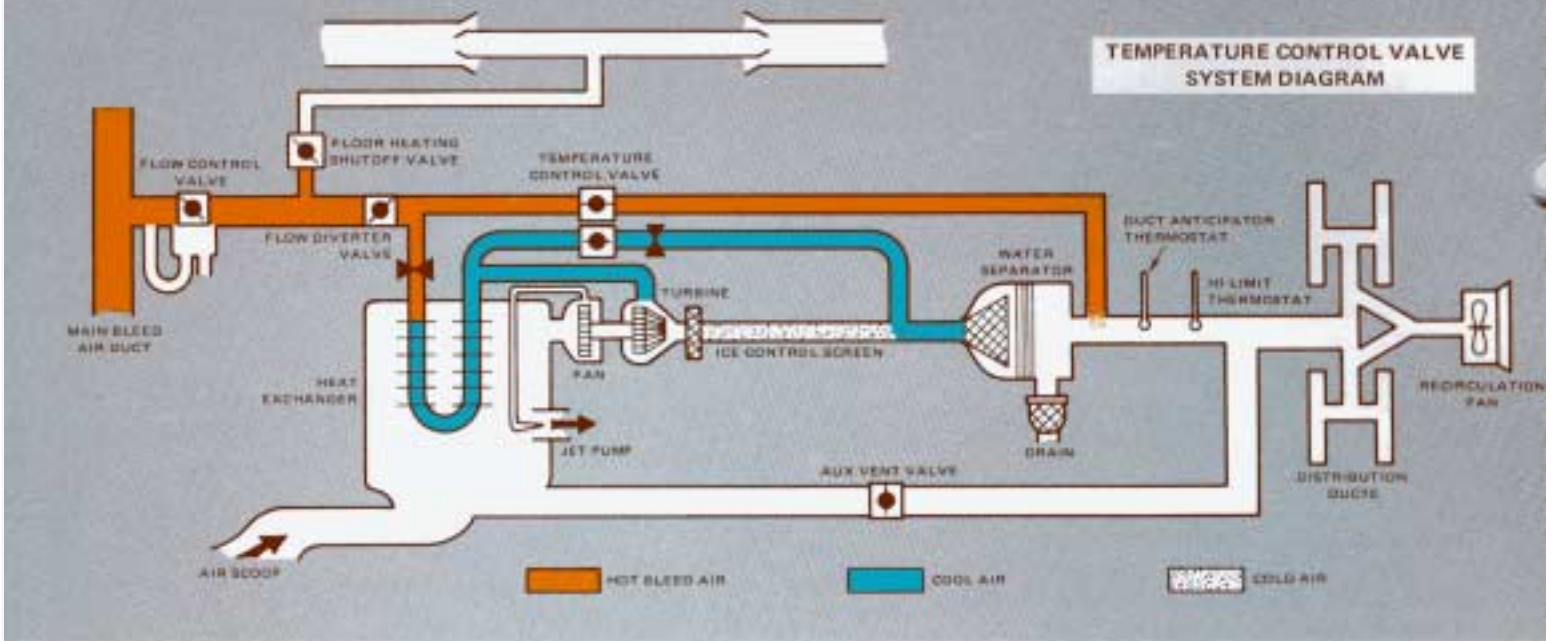 TEMPERATURE CONTROL VALVE
SYSTEM DIAGRAM
FLOOR HEATING
SHUTOFF VALVE
FLOW CONTROL
VALVE
TEMPERATURE
CONTROL VALVE
FLOW DIVERTER
VALVE
DUCT ANTICIPATOR
THERMOSTAT
WATER
SEPARATOR
HI-LIMIT
THERMOSTAT
TURBINE
MAIN BLEED
AIR DUCT
ICE CONTROL SCREEN
FAN
HEAT
EXCHANGER
RECIRCULATION
FAN
JET PUMP
DRAIN
AUX VENT VALVE
DISTRIBUTION
DUCTS
AIR SCOOP
HOT BLEED AIR
COOL AIR
COLD AIR